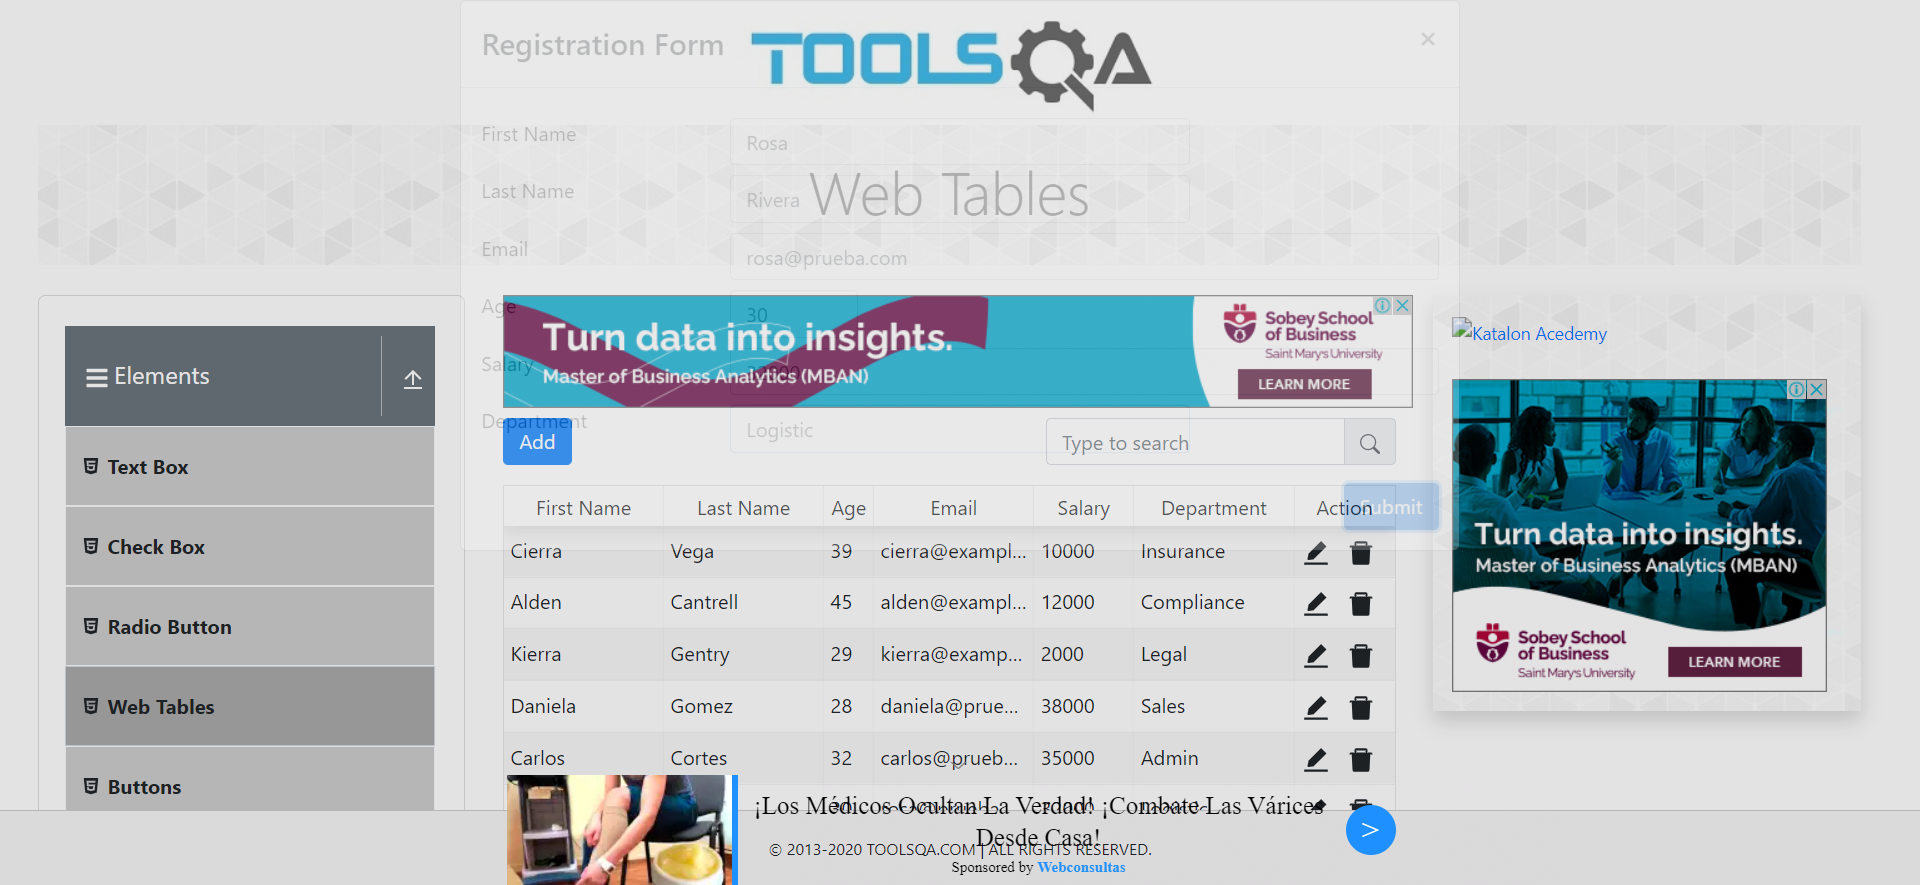 Registration Form
TOOLSQA
×
First Name
Rosa
Last Name
Rivera
Web Tables
Email
rosa@prueba.com
Age
30
Salary
Department
Logistic
Turn data into insights.
Master of Business Analytics (MBAN)
Sobey School
of Business
Saint Mary's University
LEARN MORE
Katalon Acedemy
Elements
Text Box
Check Box
Radio Button
Web Tables
Buttons
Add
Type to search
Submit
First Name Last Name Age Email Salary Department Action
Cierra Vega 39 cierra@exampl... 10000 Insurance
Alden Cantrell 45 alden@exampl... 12000 Compliance
Kierra Gentry 29 kierra@examp... 2000 Legal
Daniela Gomez 28 daniela@prue... 38000 Sales
Carlos Cortes 32 carlos@prueb... 35000 Admin
Turn data into insights.
Master of Business Analytics (MBAN)
Sobey School
of Business
Saint Mary's University
LEARN MORE
¡Los Médicos Ocultan La Verdad! ¡Combate Las Várices
Desde Casa!
>
© 2013-2020 TOOLSQA.COM | ALL RIGHTS RESERVED.
Sponsored by Webconsultas